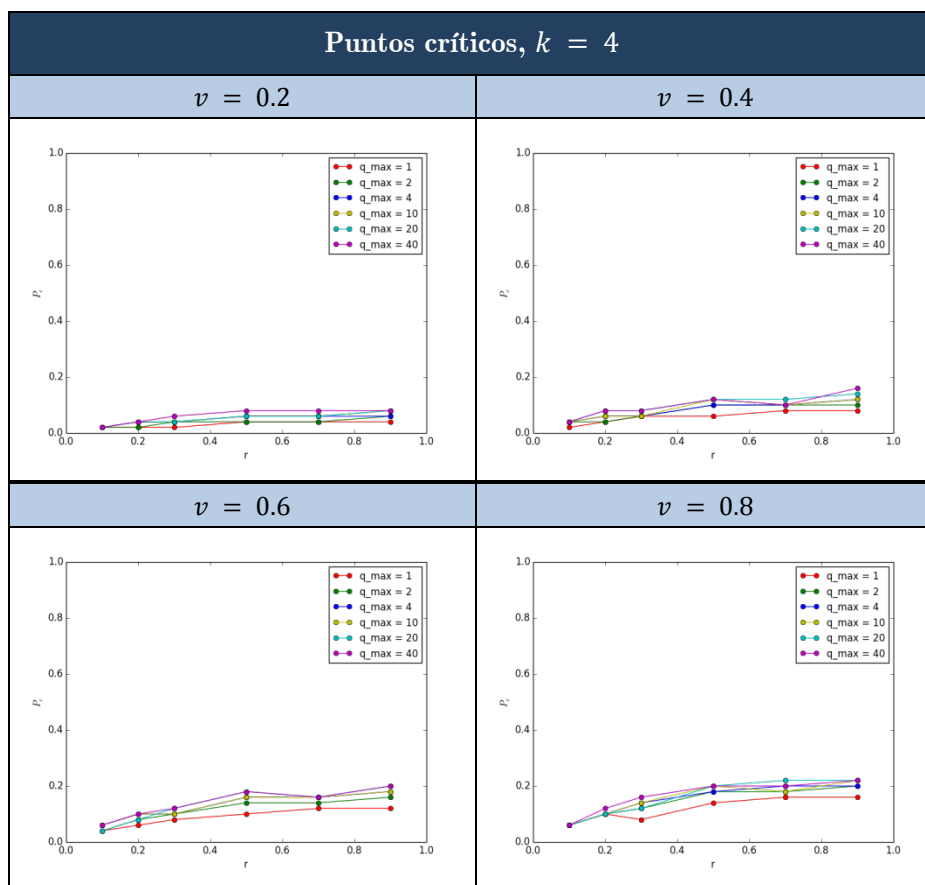 Puntos críticos, k = 4
v = 0.2
v = 0.4
1.0
0.8
0.6
0.4
0.2
0.0
P_c
0.0 0.2 0.4 0.6 0.8 1.0
r
q_max = 1
q_max = 2
q_max = 4
q_max = 10
q_max = 20
q_max = 40
1.0
0.8
0.6
0.4
0.2
0.0
P_c
0.0 0.2 0.4 0.6 0.8 1.0
r
q_max = 1
q_max = 2
q_max = 4
q_max = 10
q_max = 20
q_max = 40
v = 0.6
v = 0.8
1.0
0.8
0.6
0.4
0.2
0.0
P_c
0.0 0.2 0.4 0.6 0.8 1.0
r
q_max = 1
q_max = 2
q_max = 4
q_max = 10
q_max = 20
q_max = 40
1.0
0.8
0.6
0.4
0.2
0.0
P_c
0.0 0.2 0.4 0.6 0.8 1.0
r
q_max = 1
q_max = 2
q_max = 4
q_max = 10
q_max = 20
q_max = 40